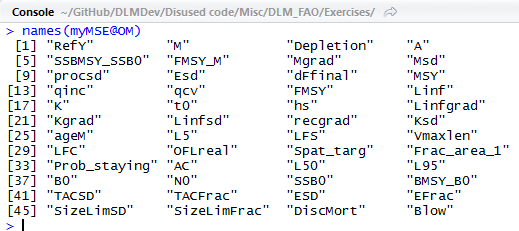 Console ~/GitHub/DLMDev/Disused code/Misc/DLM_FAO/Exercises/
> names(myMSE@OM)
[1] "RefY" "M" "Depletion" "A"
[5] "SSBMSY_SSB0" "FMSY_M" "Mgrad" "Msd"
[9] "procsd" "Esd" "dFfinal" "MSY"
[13] "qinc" "qcv" "FMSY" "Linf"
[17] "K" "t0" "hs" "Linfgrad"
[21] "Kgrad" "Linfsd" "recgrad" "Ksd"
[25] "ageM" "L5" "LFS" "Vmaxlen"
[29] "LFC" "OFLreal" "Spat_targ" "Frac_area_1"
[33] "Prob_staying" "AC" "L50" "L95"
[37] "B0" "N0" "SSB0" "BMSY_B0"
[41] "TACSD" "TACFrac" "ESD" "EFrac"
[45] "SizeLimSD" "SizeLimFrac" "DiscMort" "Blow"
>